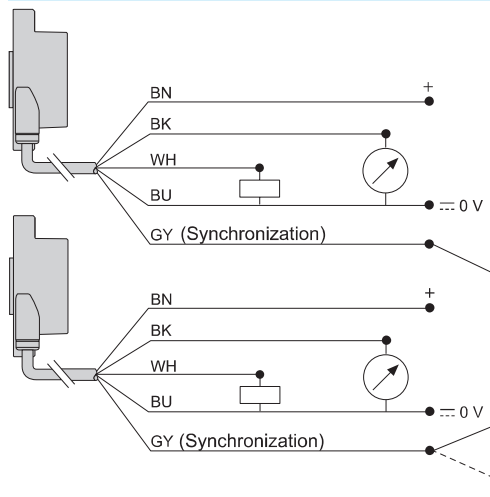 BN +
BK
WH
BU 0 V
GY (Synchronization)
BN +
BK
WH
BU 0 V
GY (Synchronization)